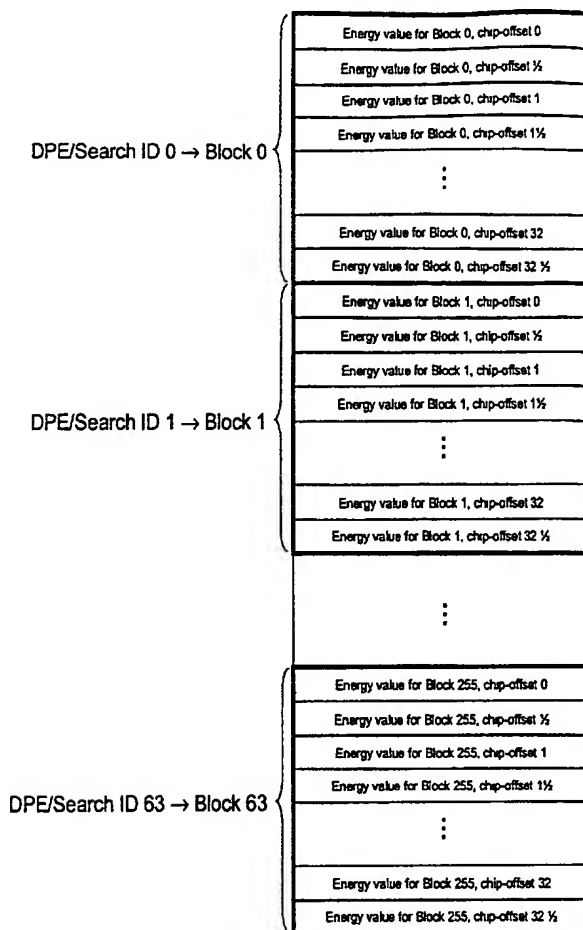 Energy value for Block 0, chip-offset 0
Energy value for Block 0, chip-offset ½
Energy value for Block 0, chip-offset 1
Energy value for Block 0, chip-offset 1½
DPE/Search ID 0 → Block 0
⋮
Energy value for Block 0, chip-offset 32
Energy value for Block 0, chip-offset 32 ½
Energy value for Block 1, chip-offset 0
Energy value for Block 1, chip-offset ½
Energy value for Block 1, chip-offset 1
Energy value for Block 1, chip-offset 1½
DPE/Search ID 1 → Block 1
⋮
Energy value for Block 1, chip-offset 32
Energy value for Block 1, chip-offset 32 ½
⋮
Energy value for Block 255, chip-offset 0
Energy value for Block 255, chip-offset ½
Energy value for Block 255, chip-offset 1
Energy value for Block 255, chip-offset 1½
DPE/Search ID 63 → Block 63
⋮
Energy value for Block 255, chip-offset 32
Energy value for Block 255, chip-offset 32 ½